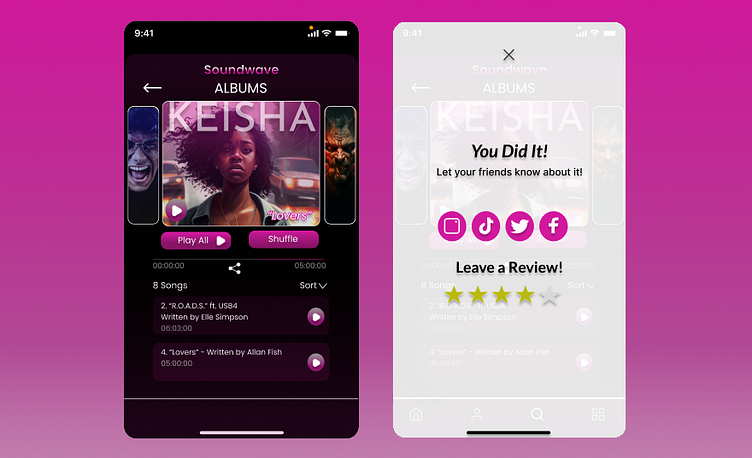 9:41
Soundwave
ALBUMS
KEISHA
"Lovers"
Play All
Shuffle
00:00:00
05:00:00
8 Songs
Sort
2. "R.O.A.D.S." ft. USB4
Written by Elle Simpson
06:03:00
4. "Lovers" - Written by Allan Fish
05:00:00
9:41
Soundwave
ALBUMS
KEISHA
You Did It!
Let your friends know about it!
Leave a Review!
8 Songs
Sort
2. "R.O.A.D.S." ft. USB4
Written by Elle Simpson
06:03:00
4. "Lovers" - Written by Allan Fish
05:00:00